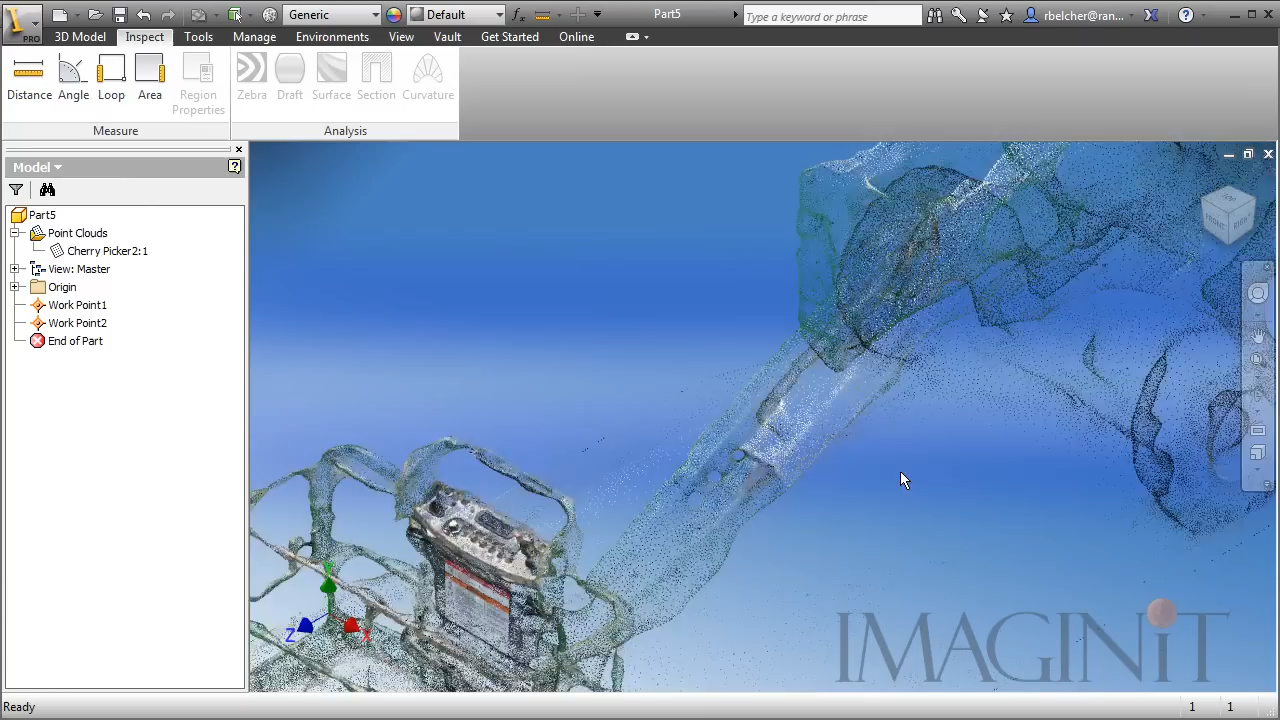 PRO
Generic
Default
Part5
Type a keyword or phrase
rbelcher@ran...
3D Model
Inspect
Tools
Manage
Environments
View
Vault
Get Started
Online
Distance
Angle
Loop
Area
Region Properties
Zebra
Draft
Surface
Section
Curvature
Measure
Analysis
Model
Part5
Point Clouds
Cherry Picker2:1
View: Master
Origin
Work Point1
Work Point2
End of Part
FRONT
RIGHT
Y
Z
X
IMAGINiT
Ready
1
1